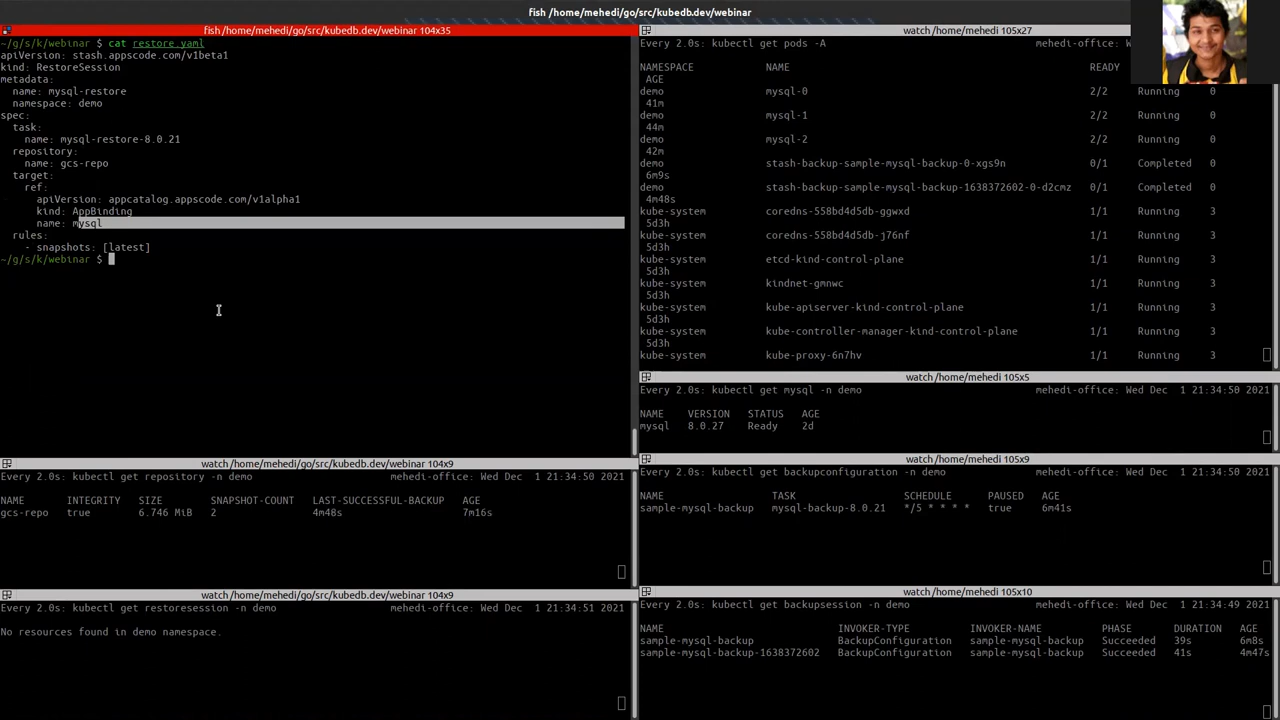 fish /home/mehedi/go/src/kubedb.dev/webinar
fish /home/mehedi/go/src/kubedb.dev/webinar 104x35
~/g/s/k/webinar $ cat restore.yaml
apiVersion: stash.appscode.com/v1beta1
kind: RestoreSession
metadata:
  name: mysql-restore
  namespace: demo
spec:
  task:
    name: mysql-restore-8.0.21
  repository:
    name: gcs-repo
  target:
    ref:
      apiVersion: appcatalog.appscode.com/v1alpha1
      kind: AppBinding
      name: mysql
  rules:
    - snapshots: [latest]
~/g/s/k/webinar $
watch /home/mehedi 104x9
Every 2.0s: kubectl get repository -n demo mehedi-office: Wed Dec 1 21:34:50 2021
NAME INTEGRITY SIZE SNAPSHOT-COUNT LAST-SUCCESSFUL-BACKUP AGE
gcs-repo true 6.746 MiB 2 4m48s 7m16s
watch /home/mehedi 104x9
Every 2.0s: kubectl get restoresession -n demo mehedi-office: Wed Dec 1 21:34:51 2021
No resources found in demo namespace.
watch /home/mehedi 105x27
Every 2.0s: kubectl get pods -A mehedi-office: W
NAMESPACE NAME READY
AGE
demo mysql-0 2/2 Running 0
41m
demo mysql-1 2/2 Running 0
44m
demo mysql-2 2/2 Running 0
42m
demo stash-backup-sample-mysql-backup-0-xgs9n 0/1 Completed 0
6m9s
demo stash-backup-sample-mysql-backup-1638372602-0-d2cmz 0/1 Completed 0
4m48s
kube-system coredns-558bd4d5db-ggwxd 1/1 Running 3
5d3h
kube-system coredns-558bd4d5db-j76nf 1/1 Running 3
5d3h
kube-system etcd-kind-control-plane 1/1 Running 3
5d3h
kube-system kindnet-gmnwc 1/1 Running 3
5d3h
kube-system kube-apiserver-kind-control-plane 1/1 Running 3
5d3h
kube-system kube-controller-manager-kind-control-plane 1/1 Running 3
5d3h
kube-system kube-proxy-6n7hv 1/1 Running 3
watch /home/mehedi 105x5
Every 2.0s: kubectl get mysql -n demo mehedi-office: Wed Dec 1 21:34:50 2021
NAME VERSION STATUS AGE
mysql 8.0.27 Ready 2d
watch /home/mehedi 105x9
Every 2.0s: kubectl get backupconfiguration -n demo mehedi-office: Wed Dec 1 21:34:50 2021
NAME TASK SCHEDULE PAUSED AGE
sample-mysql-backup mysql-backup-8.0.21 */5 * * * * true 6m41s
watch /home/mehedi 105x10
Every 2.0s: kubectl get backupsession -n demo mehedi-office: Wed Dec 1 21:34:49 2021
NAME INVOKER-TYPE INVOKER-NAME PHASE DURATION AGE
sample-mysql-backup BackupConfiguration sample-mysql-backup Succeeded 39s 6m8s
sample-mysql-backup-1638372602 BackupConfiguration sample-mysql-backup Succeeded 41s 4m47s